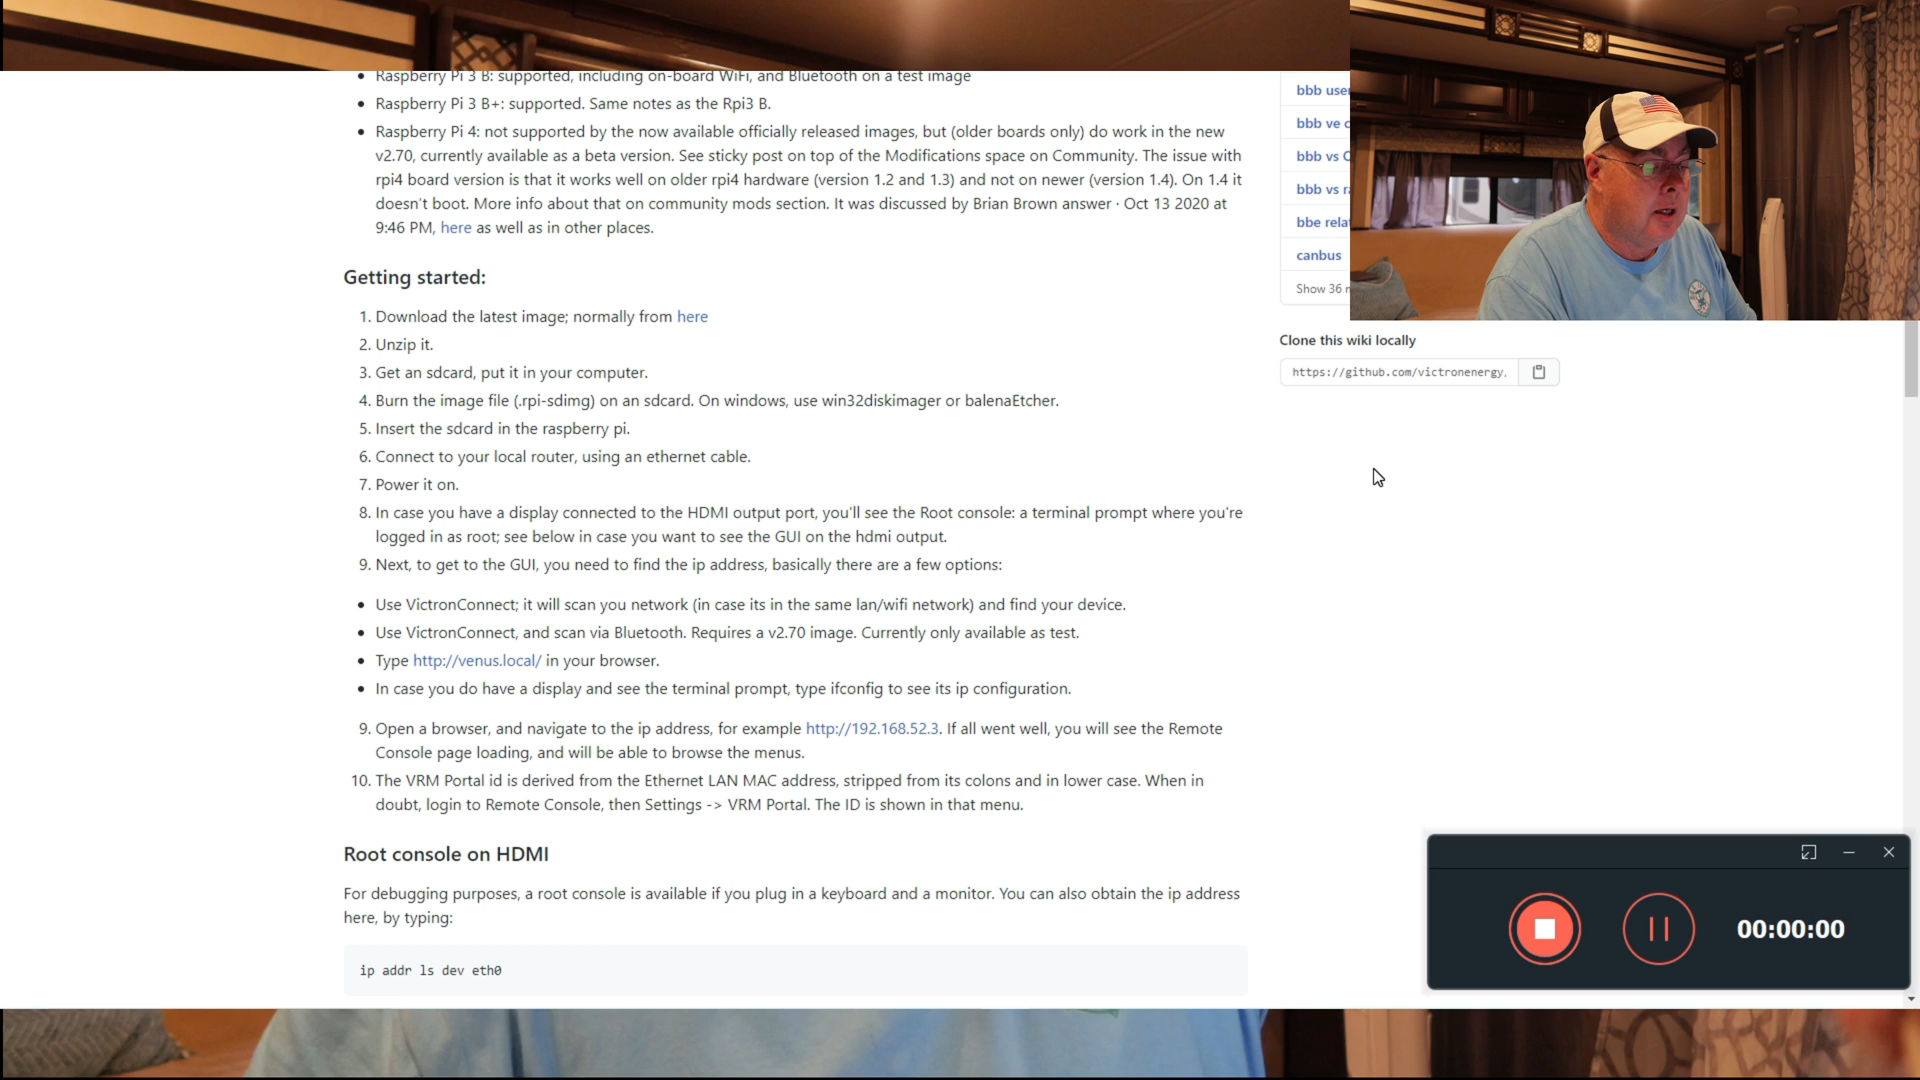 Raspberry Pi 3 B: supported, including on-board WiFi, and Bluetooth on a test image
Raspberry Pi 3 B+: supported. Same notes as the Rpi3 B.
Raspberry Pi 4: not supported by the now available officially released images, but (older boards only) do work in the new
v2.70, currently available as a beta version. See sticky post on top of the Modifications space on Community. The issue with
rpi4 board version is that it works well on older rpi4 hardware (version 1.2 and 1.3) and not on newer (version 1.4). On 1.4 it
doesn't boot. More info about that on community mods section. It was discussed by Brian Brown answer · Oct 13 2020 at
9:46 PM, here as well as in other places.
Getting started:
1. Download the latest image; normally from here
2. Unzip it.
3. Get an sdcard, put it in your computer.
4. Burn the image file (.rpi-sdimg) on an sdcard. On windows, use win32diskimager or balenaEtcher.
5. Insert the sdcard in the raspberry pi.
6. Connect to your local router, using an ethernet cable.
7. Power it on.
8. In case you have a display connected to the HDMI output port, you'll see the Root console: a terminal prompt where you're
logged in as root; see below in case you want to see the GUI on the hdmi output.
9. Next, to get to the GUI, you need to find the ip address, basically there are a few options:
Use VictronConnect; it will scan you network (in case its in the same lan/wifi network) and find your device.
Use VictronConnect, and scan via Bluetooth. Requires a v2.70 image. Currently only available as test.
Type http://venus.local/ in your browser.
In case you do have a display and see the terminal prompt, type ifconfig to see its ip configuration.
9. Open a browser, and navigate to the ip address, for example http://192.168.52.3. If all went well, you will see the Remote
Console page loading, and will be able to browse the menus.
10. The VRM Portal id is derived from the Ethernet LAN MAC address, stripped from its colons and in lower case. When in
doubt, login to Remote Console, then Settings -> VRM Portal. The ID is shown in that menu.
Root console on HDMI
For debugging purposes, a root console is available if you plug in a keyboard and a monitor. You can also obtain the ip address
here, by typing:
ip addr ls dev eth0
bbb user
bbb ve c
bbb vs C
bbb vs ra
bbe rela
canbus
Show 36
Clone this wiki locally
https://github.com/victronenergy.
00:00:00